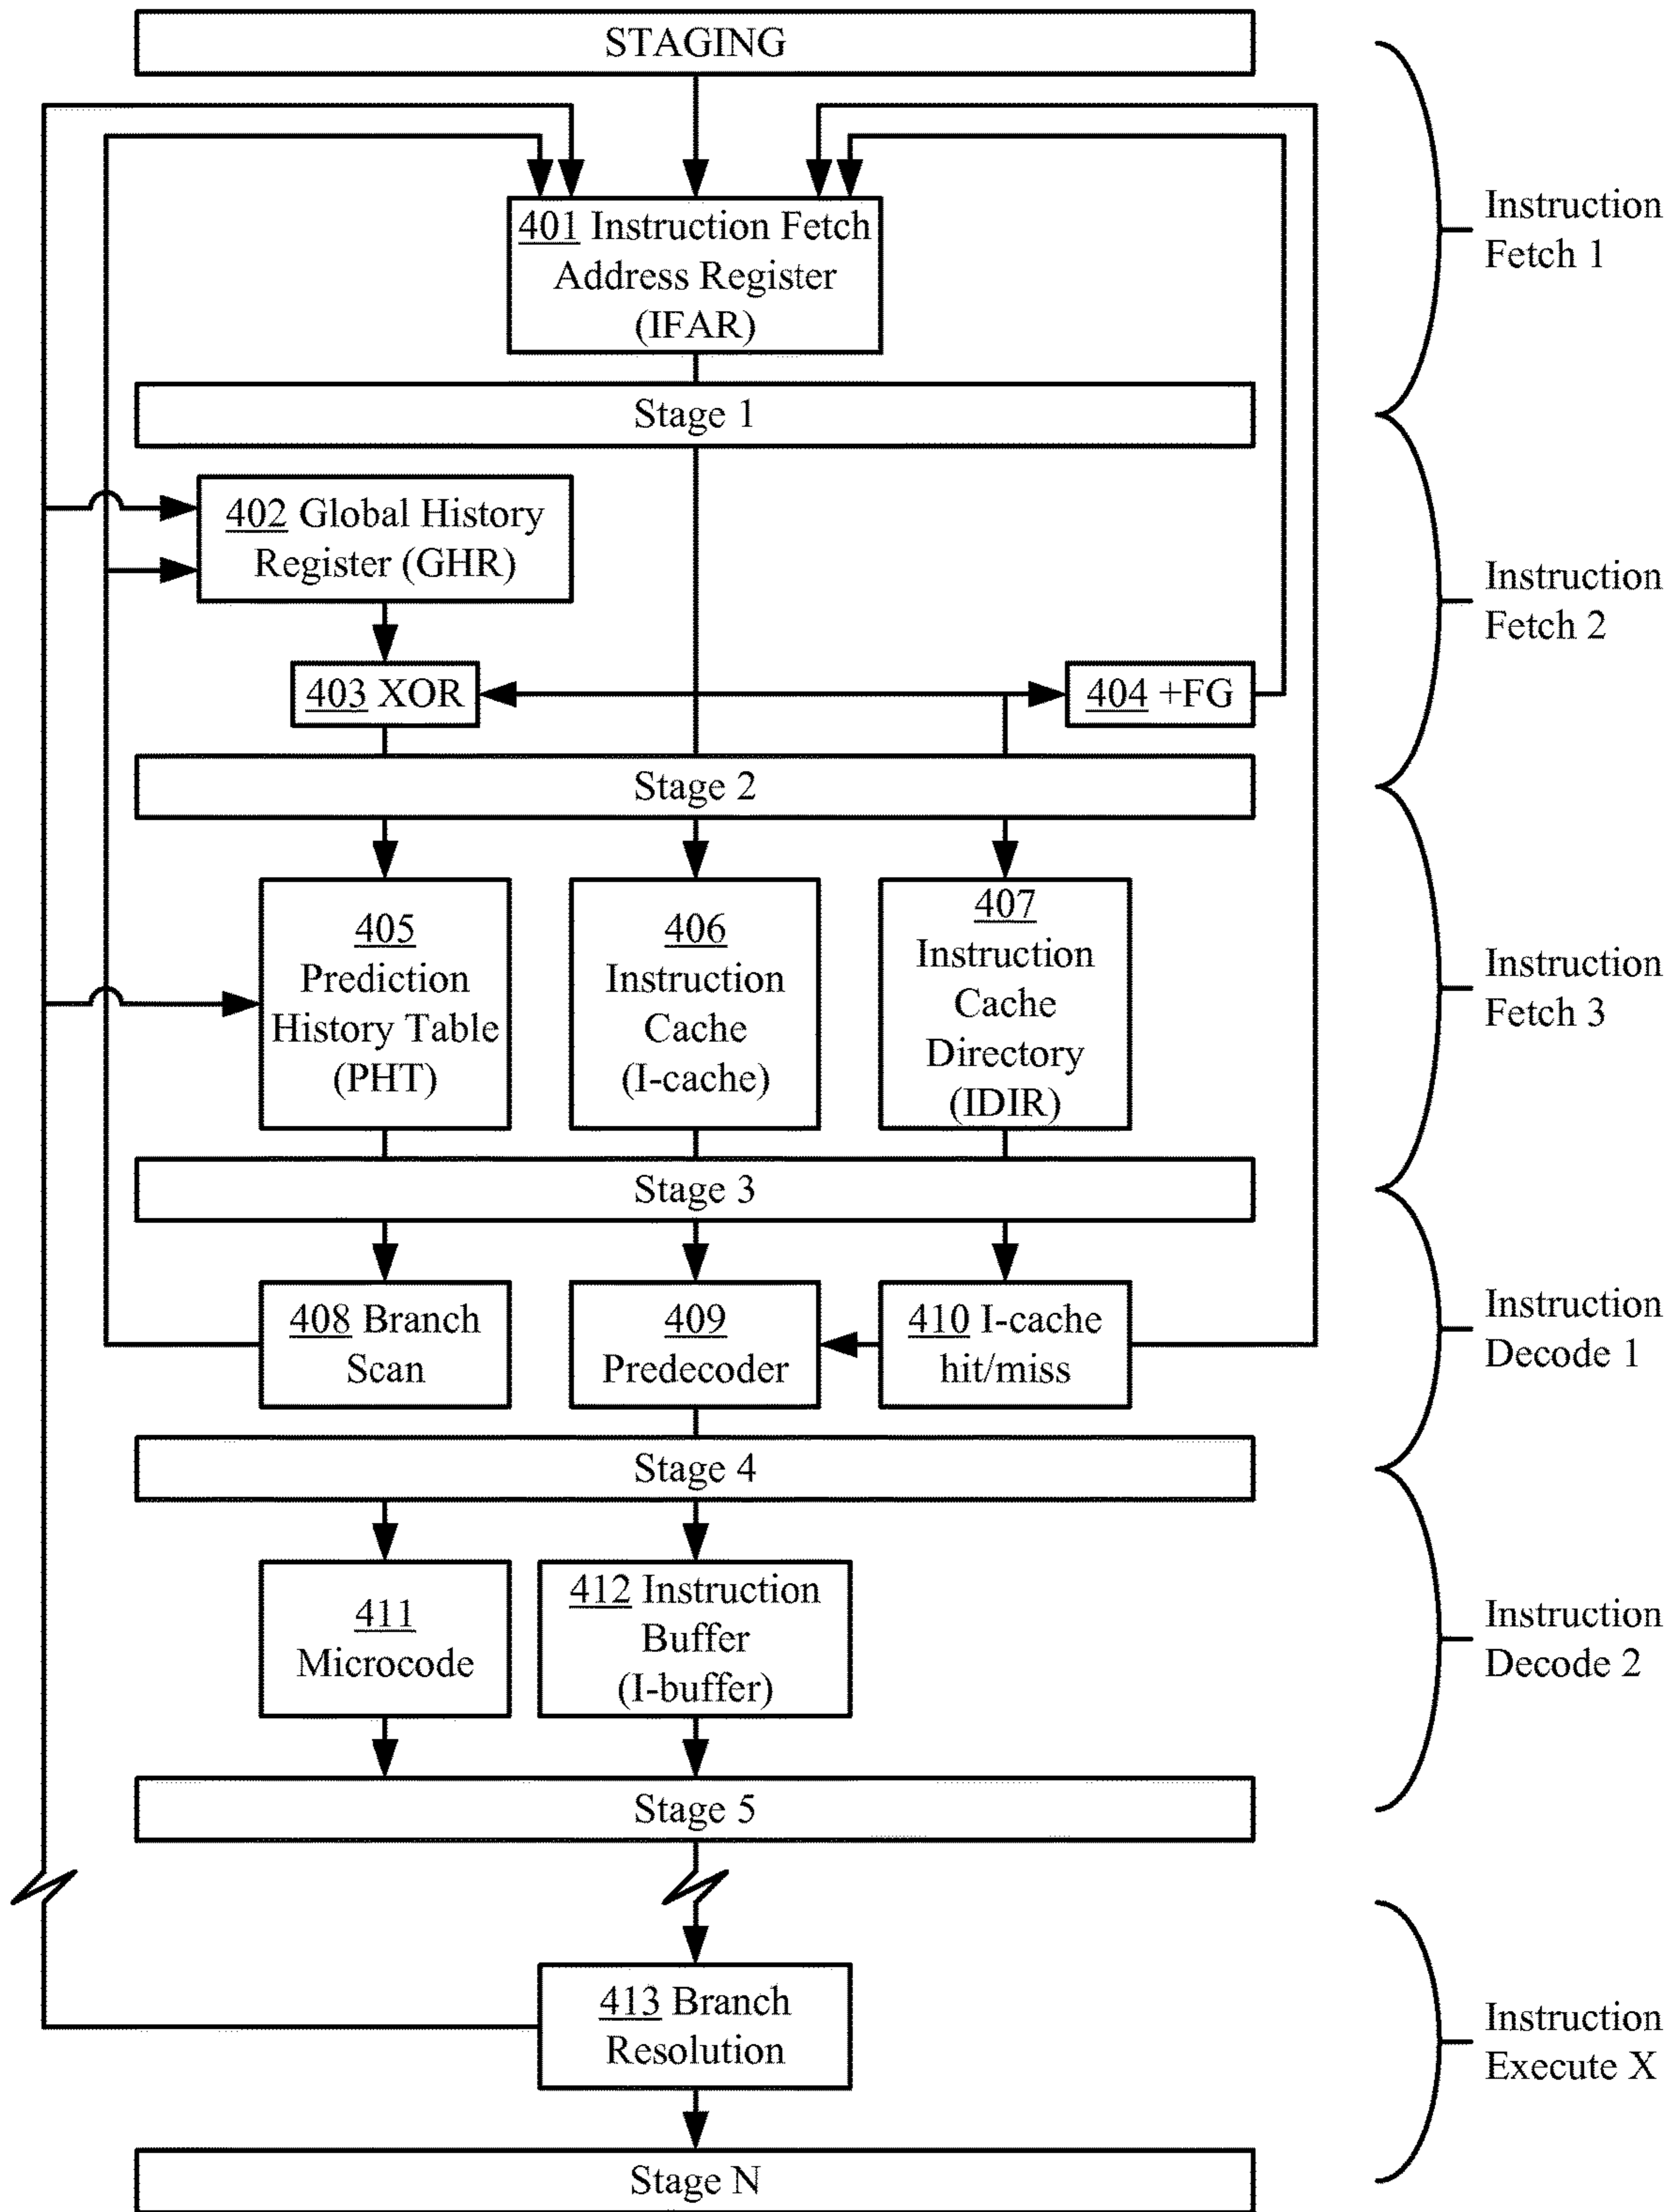 STAGING
401 Instruction Fetch
Address Register
(IFAR)
Instruction
Fetch 1
Stage 1
402 Global History
Register (GHR)
Instruction
Fetch 2
403 XOR
404 +FG
Stage 2
405
Prediction
History Table
(PHT)
406
Instruction
Cache
(I-cache)
407
Instruction
Cache
Directory
(IDIR)
Instruction
Fetch 3
Stage 3
408 Branch
Scan
409
Predecoder
410 I-cache
hit/miss
Instruction
Decode 1
Stage 4
411
Microcode
412 Instruction
Buffer
(I-buffer)
Instruction
Decode 2
Stage 5
413 Branch
Resolution
Instruction
Execute X
Stage N